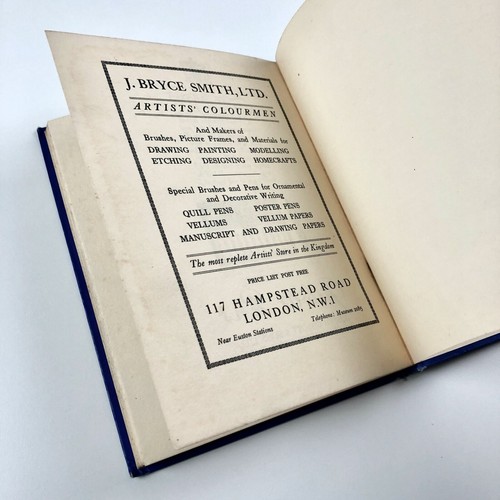 J. BRYCE SMITH, LTD.
ARTISTS' COLOURMEN
And Makers of
Brushes, Picture Frames, and Materials for
DRAWING PAINTING MODELLING
ETCHING DESIGNING HOMECRAFTS
Special Brushes and Pens for Ornamental
and Decorative Writing
QUILL PENS POSTER PENS
VELLUMS VELLUM PAPERS
MANUSCRIPT AND DRAWING PAPERS
The most replete Artists' Store in the Kingdom
PRICE LIST POST FREE
117 HAMPSTEAD ROAD
LONDON, N.W.1
Near Euston Stations Telephone: Museum